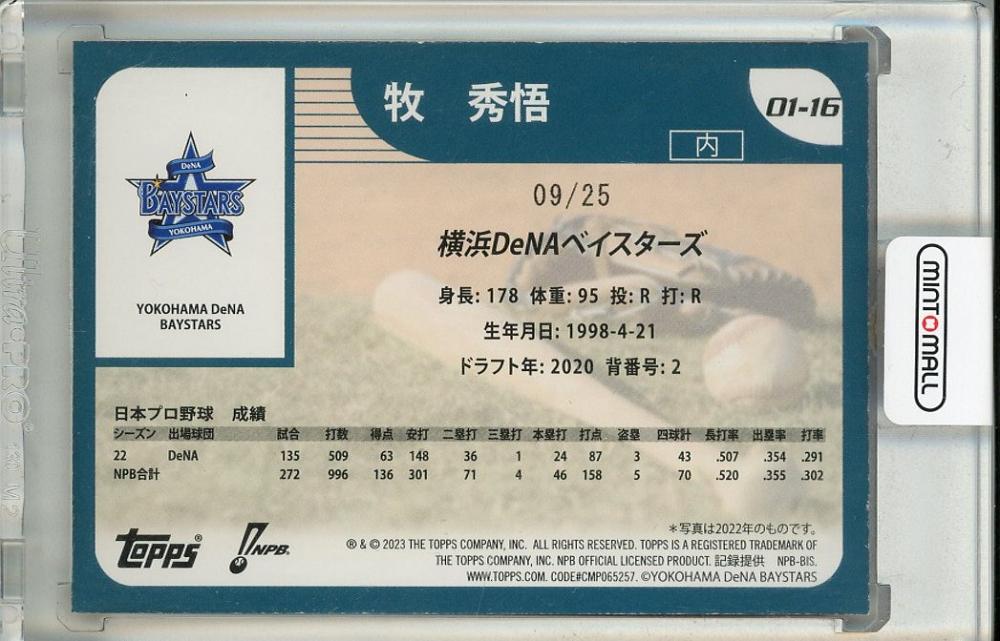 牧 秀悟
01-16
内
DeNA
BAYSTARS
YOKOHAMA
YOKOHAMA DeNA
BAYSTARS
09/25
横浜DeNAベイスターズ
身長: 178 体重: 95 投: R 打: R
生年月日: 1998-4-21
ドラフト年: 2020 背番号: 2
日本プロ野球 成績
シーズン 出場球団 試合 打数 得点 安打 二塁打 三塁打 本塁打 打点 盗塁 四球計 長打率 出塁率 打率
22 DeNA 135 509 63 148 36 1 24 87 3 43 .507 .354 .291
NPB合計 272 996 136 301 71 4 46 158 5 70 .520 .355 .302
＊写真は2022年のものです。
topps® NPB.
® & © 2023 THE TOPPS COMPANY, INC. ALL RIGHTS RESERVED. TOPPS IS A REGISTERED TRADEMARK OF
THE TOPPS COMPANY, INC. NPB OFFICIAL LICENSED PRODUCT. 記録提供 NPB-BIS.
WWW.TOPPS.COM. CODE#CMP065257. ©YOKOHAMA DeNA BAYSTARS
MINT MALL
Ultra·PRO®